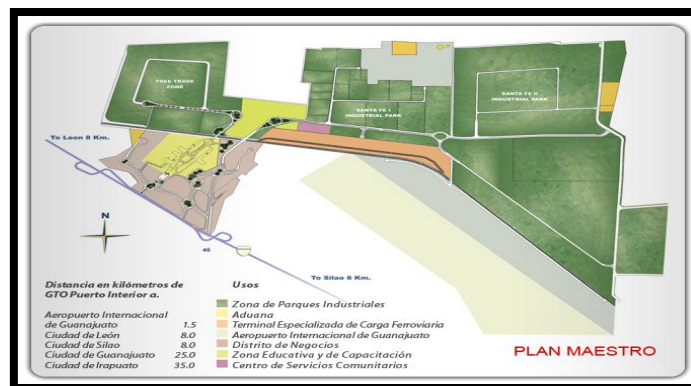 FREE TRADE
ZONE
SANTA FE I
INDUSTRIAL PARK
SANTA FE II
INDUSTRIAL PARK
To Leon 8 Km.
N
45
To Silao 8 Km.
Distancia en kilómetros de
GTO Puerto Interior a.
Aeropuerto Internacional
de Guanajuato 1.5
Ciudad de León 8.0
Ciudad de Silao 8.0
Ciudad de Guanajuato 25.0
Ciudad de Irapuato 35.0
Usos
Zona de Parques Industriales
Aduana
Terminal Especializada de Carga Ferroviaria
Aeropuerto Internacional de Guanajuato
Distrito de Negocios
Zona Educativa y de Capacitación
Centro de Servicios Comunitarios
PLAN MAESTRO